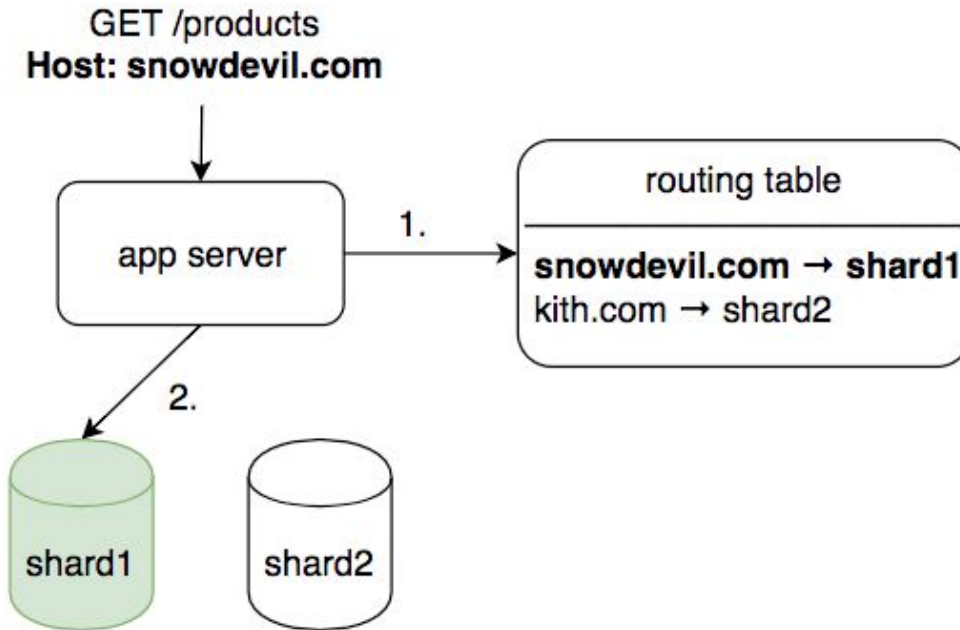 GET /products
Host: snowdevil.com
app server
1.
routing table
snowdevil.com → shard1
kith.com → shard2
2.
shard1
shard2